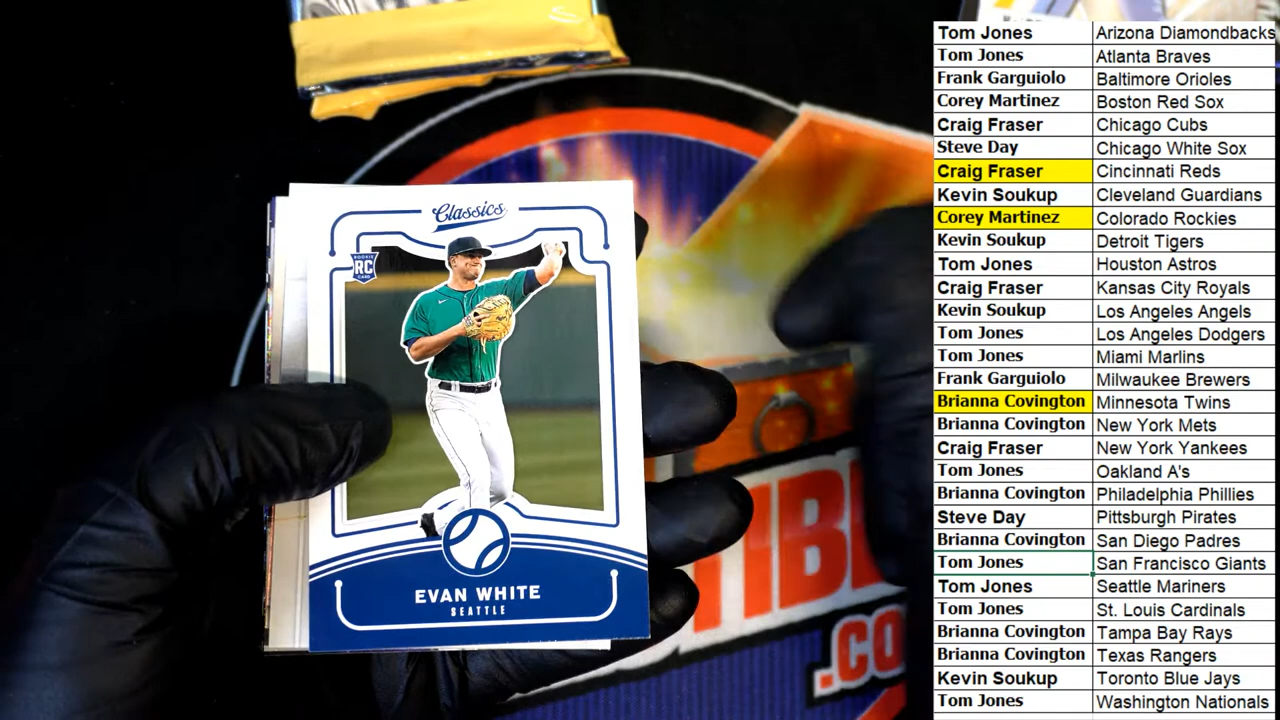 Classics
ROOKIE
RC
CARD
EVAN WHITE
SEATTLE
TIBL
.CO
Tom Jones Arizona Diamondbacks
Tom Jones Atlanta Braves
Frank Garguiolo Baltimore Orioles
Corey Martinez Boston Red Sox
Craig Fraser Chicago Cubs
Steve Day Chicago White Sox
Craig Fraser Cincinnati Reds
Kevin Soukup Cleveland Guardians
Corey Martinez Colorado Rockies
Kevin Soukup Detroit Tigers
Tom Jones Houston Astros
Craig Fraser Kansas City Royals
Kevin Soukup Los Angeles Angels
Tom Jones Los Angeles Dodgers
Tom Jones Miami Marlins
Frank Garguiolo Milwaukee Brewers
Brianna Covington Minnesota Twins
Brianna Covington New York Mets
Craig Fraser New York Yankees
Tom Jones Oakland A's
Brianna Covington Philadelphia Phillies
Steve Day Pittsburgh Pirates
Brianna Covington San Diego Padres
Tom Jones San Francisco Giants
Tom Jones Seattle Mariners
Tom Jones St. Louis Cardinals
Brianna Covington Tampa Bay Rays
Brianna Covington Texas Rangers
Kevin Soukup Toronto Blue Jays
Tom Jones Washington Nationals